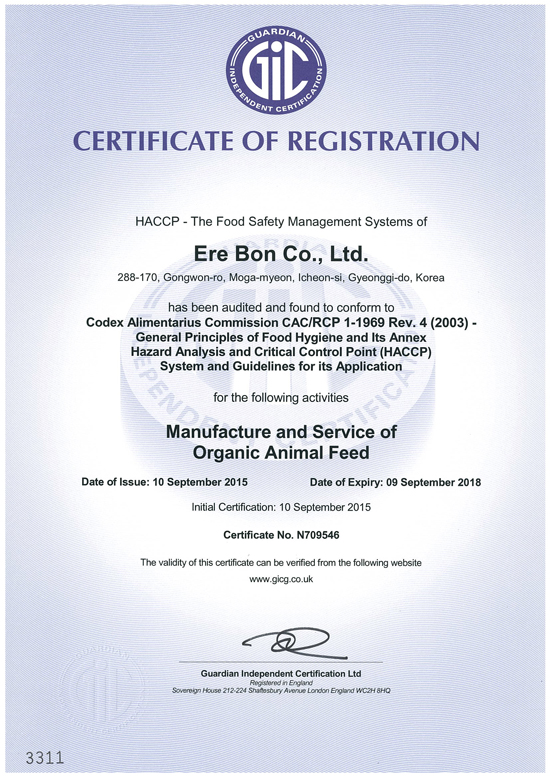 GUARDIAN
GIC
INDEPENDENT CERTIFICATION
CERTIFICATE OF REGISTRATION
HACCP - The Food Safety Management Systems of
Ere Bon Co., Ltd.
288-170, Gongwon-ro, Moga-myeon, Icheon-si, Gyeonggi-do, Korea
has been audited and found to conform to
Codex Alimentarius Commission CAC/RCP 1-1969 Rev. 4 (2003) -
General Principles of Food Hygiene and Its Annex
Hazard Analysis and Critical Control Point (HACCP)
System and Guidelines for its Application
for the following activities
Manufacture and Service of
Organic Animal Feed
Date of Issue: 10 September 2015 Date of Expiry: 09 September 2018
Initial Certification: 10 September 2015
Certificate No. N709546
The validity of this certificate can be verified from the following website
www.gicg.co.uk
Guardian Independent Certification Ltd
Registered in England
Sovereign House 212-224 Shaftesbury Avenue London England WC2H 8HQ
3311